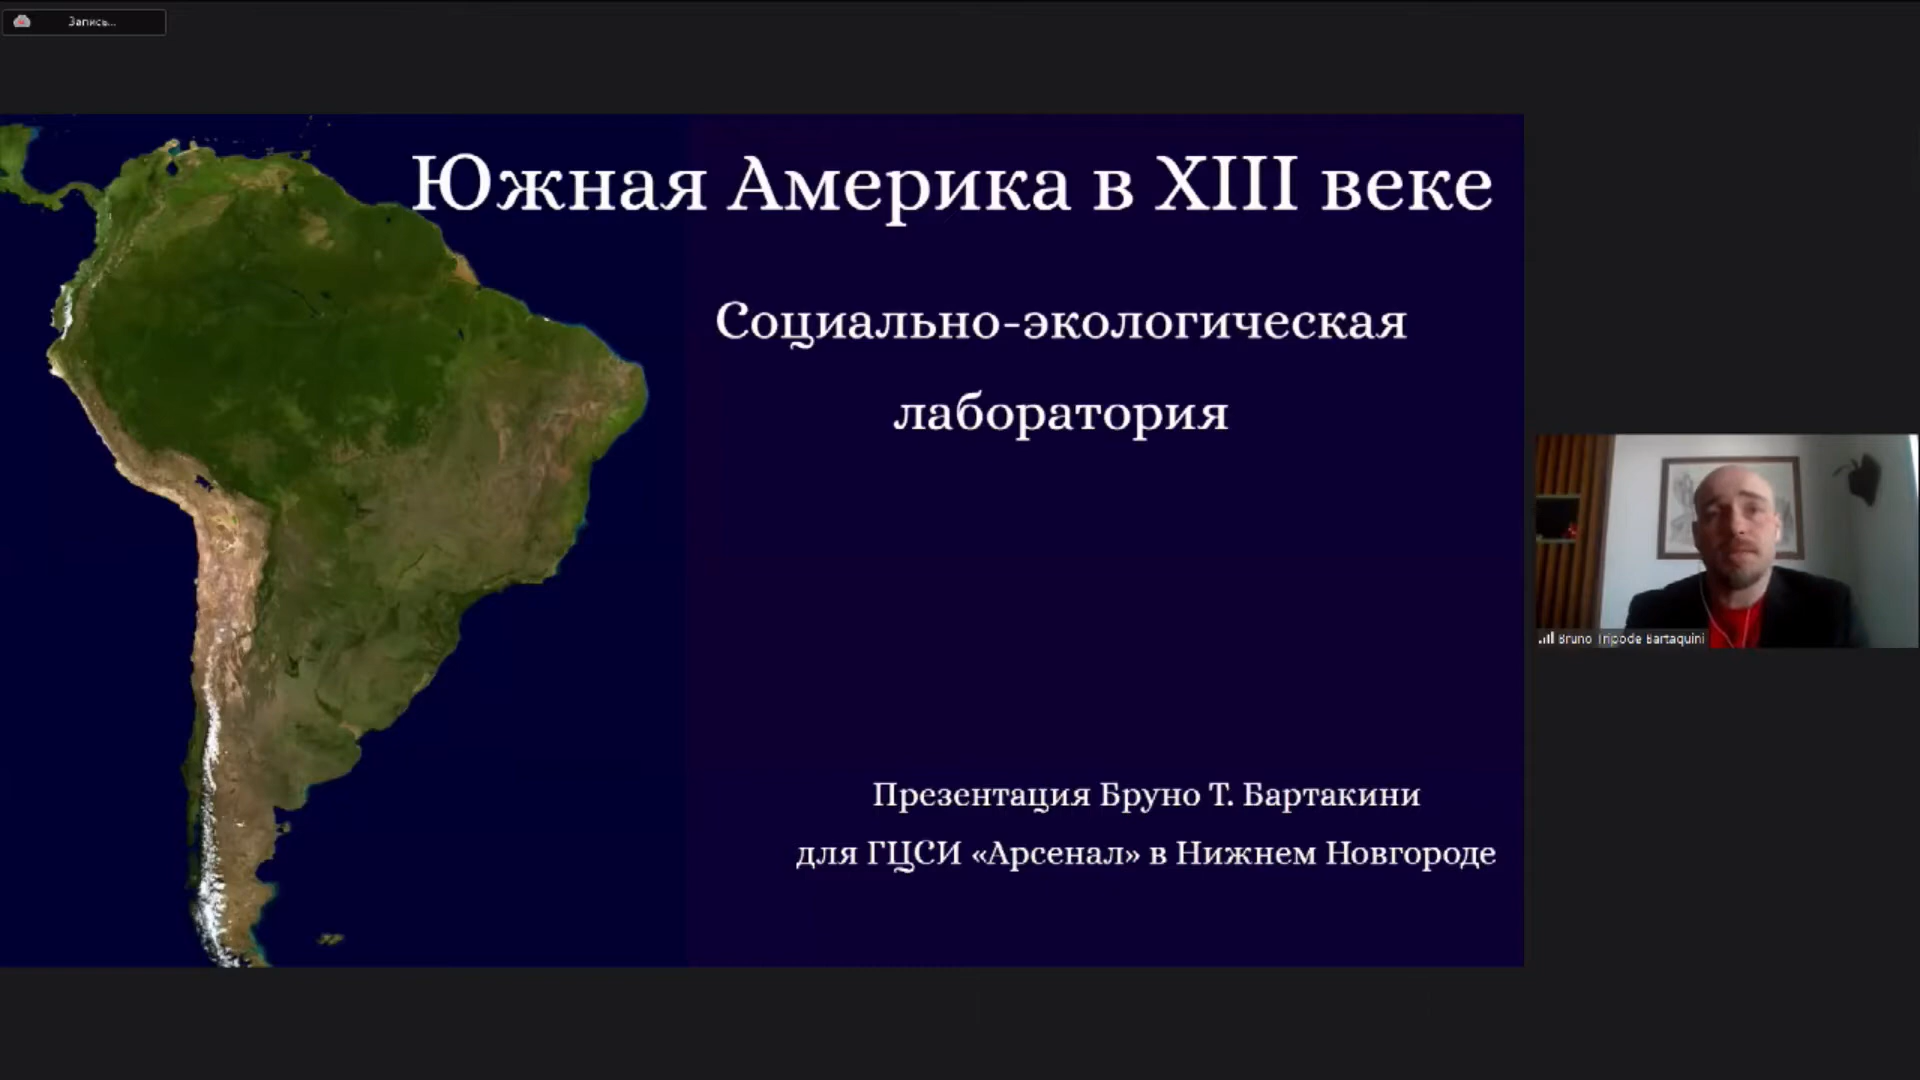 Запись...
Южная Америка в XIII веке
Социально-экологическая
лаборатория
Презентация Бруно Т. Бартакини
для ГЦСИ «Арсенал» в Нижнем Новгороде
Bruno Tripode Bartaquini